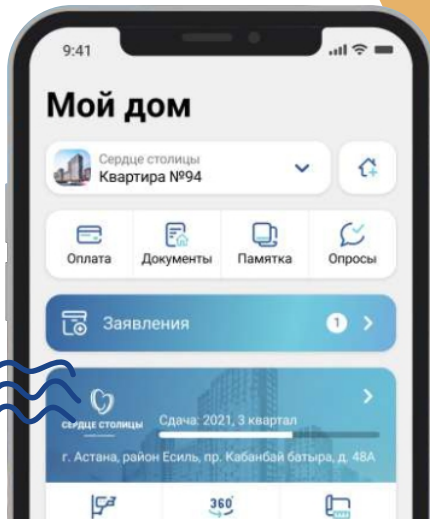 9:41
Мой дом
Сердце столицы
Квартира №94
Оплата
Документы
Памятка
Опросы
Заявления
1
СЕРДЦЕ СТОЛИЦЫ
Сдача: 2021, 3 квартал
г. Астана, район Есиль, пр. Кабанбай батыра, д. 48А
360°